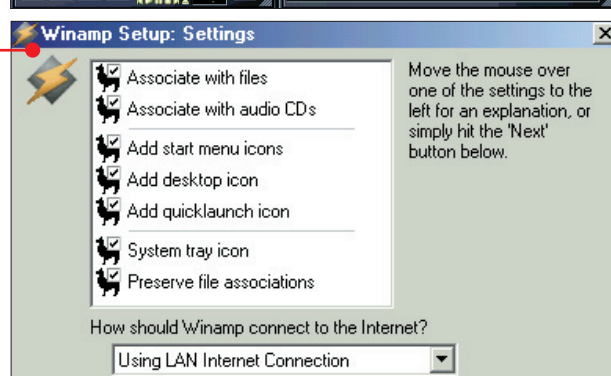 Winamp Setup: Settings
Associate with files
Associate with audio CDs
Add start menu icons
Add desktop icon
Add quicklaunch icon
System tray icon
Preserve file associations
Move the mouse over
one of the settings to the
left for an explanation, or
simply hit the 'Next'
button below.
How should Winamp connect to the Internet?
Using LAN Internet Connection